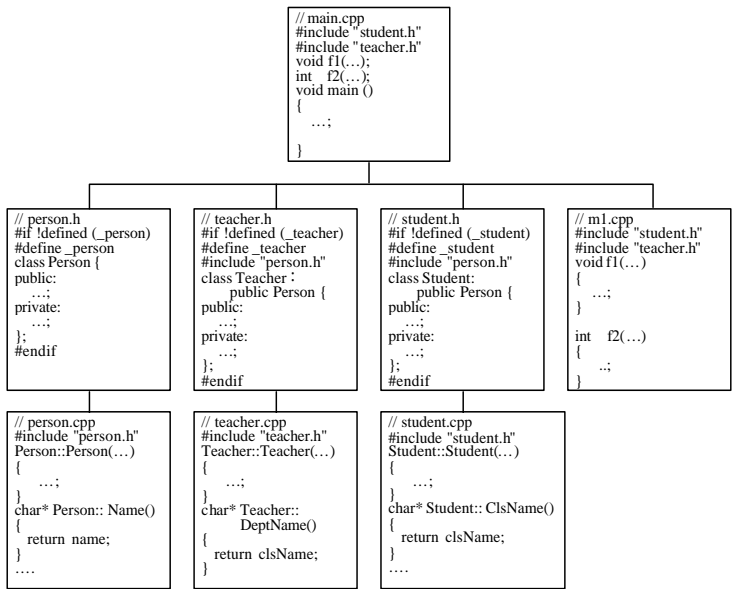 // main.cpp
#include "student.h"
#include "teacher.h"
void f1(…);
int f2(…);
void main ()
{
…;
}
// person.h
#if !defined (_person)
#define _person
class Person {
public:
…;
private:
…;
};
#endif
// teacher.h
#if !defined (_teacher)
#define _teacher
#include "person.h"
class Teacher：
public Person {
public:
…;
private:
…;
};
#endif
// student.h
#if !defined (_student)
#define _student
#include "person.h"
class Student:
public Person {
public:
…;
private:
…;
};
#endif
// m1.cpp
#include "student.h"
#include "teacher.h"
void f1(…)
{
…;
}
int f2(…)
{
..;
}
// person.cpp
#include "person.h"
Person::Person(…)
{
…;
}
char* Person:: Name()
{
return name;
}
….
// teacher.cpp
#include "teacher.h"
Teacher::Teacher(…)
{
…;
}
char* Teacher::
DeptName()
{
return clsName;
}
// student.cpp
#include "student.h"
Student::Student(…)
{
…;
}
char* Student:: ClsName()
{
return clsName;
}
….